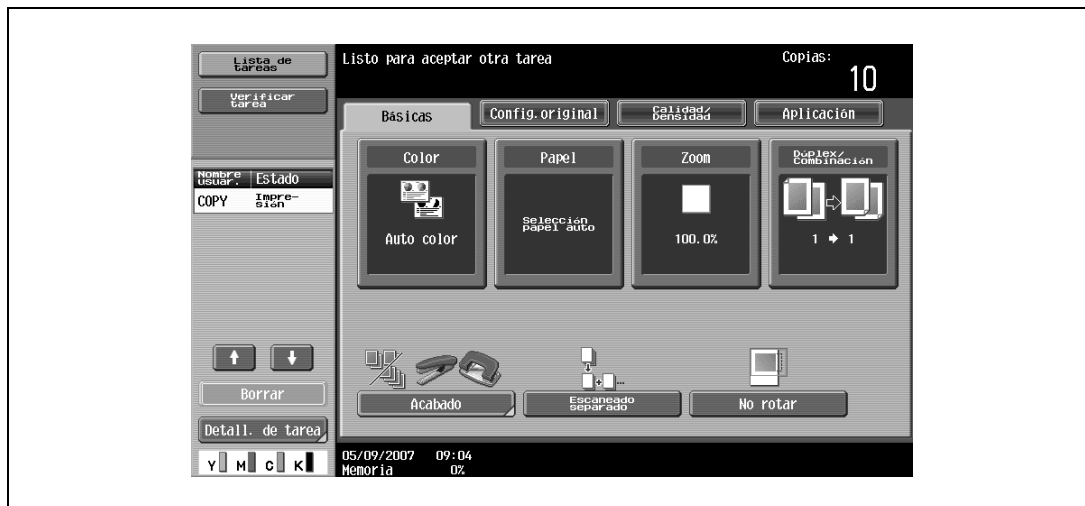 Lista de
tareas
Verificar
tarea
Nombre
usuar.
Estado
COPY
Impre-
sión
Borrar
Detall. de tarea
Y M C K
Listo para aceptar otra tarea
Copias:
10
Básicas
Config.original
Calidad/
Densidad
Aplicación
Color
Auto color
Papel
Selección
papel auto
Zoom
100.0%
Dúplex/
Combinación
1 → 1
Acabado
Escaneado
separado
No rotar
05/09/2007 09:04
Memoria 0%